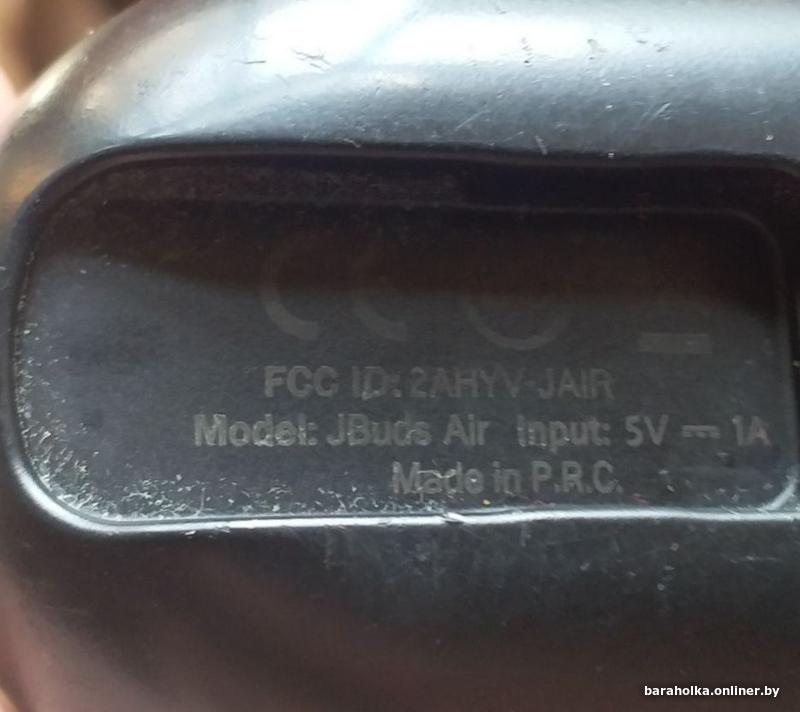 FCC ID: 2AHYV-JAIR
Model: JBuds Air Input: 5V ⎓ 1A
Made in P.R.C.
baraholka.onliner.by